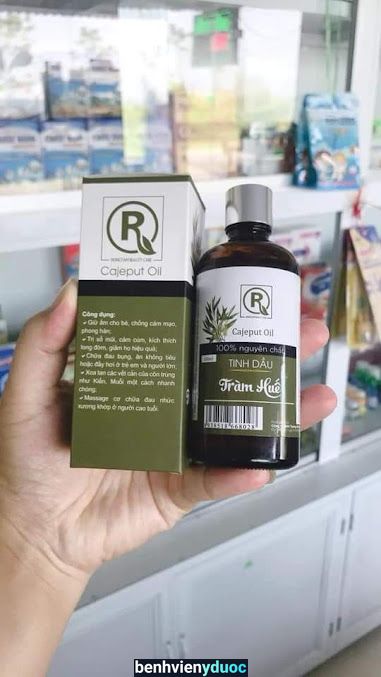 R
Cajeput Oil
Công dụng:
✓ Giữ ấm cho bé, chống cảm mạo,
phong hàn;
✓ Trị sổ mũi, cảm cúm, kích thích
long đờm, giảm ho hiệu quả;
✓ Chữa đau bụng, ăn không tiêu
hoặc đầy hơi ở trẻ em và người lớn.
✓ Xoa tan các vết cắn của côn trùng
như Kiến, Muỗi một cách nhanh
chóng;
✓ Massage cơ chữa đau nhức
xương khớp ở người cao tuổi.
R
Cajeput Oil
100% nguyên chất
TINH DẦU
Tràm Huế
benhvienyduoc